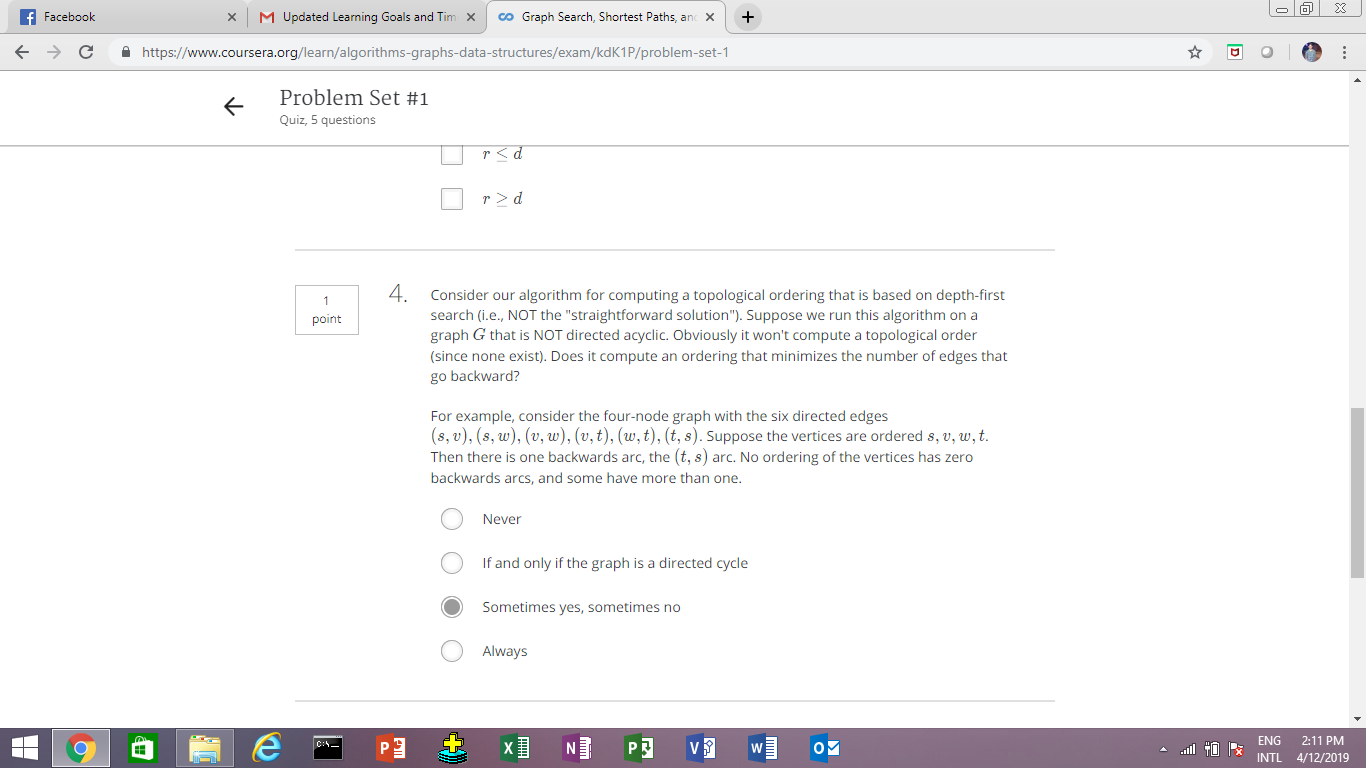 Facebook
Updated Learning Goals and Tim
Graph Search, Shortest Paths, an
https://www.coursera.org/learn/algorithms-graphs-data-structures/exam/kdK1P/problem-set-1
Problem Set #1
Quiz, 5 questions
r ≤ d
r ≥ d
1
point
4.
Consider our algorithm for computing a topological ordering that is based on depth-first
search (i.e., NOT the "straightforward solution"). Suppose we run this algorithm on a
graph G that is NOT directed acyclic. Obviously it won't compute a topological order
(since none exist). Does it compute an ordering that minimizes the number of edges that
go backward?
For example, consider the four-node graph with the six directed edges
(s, v), (s, w), (v, w), (v, t), (w, t), (t, s). Suppose the vertices are ordered s, v, w, t.
Then there is one backwards arc, the (t, s) arc. No ordering of the vertices has zero
backwards arcs, and some have more than one.
Never
If and only if the graph is a directed cycle
Sometimes yes, sometimes no
Always
ENG 2:11 PM
INTL 4/12/2019